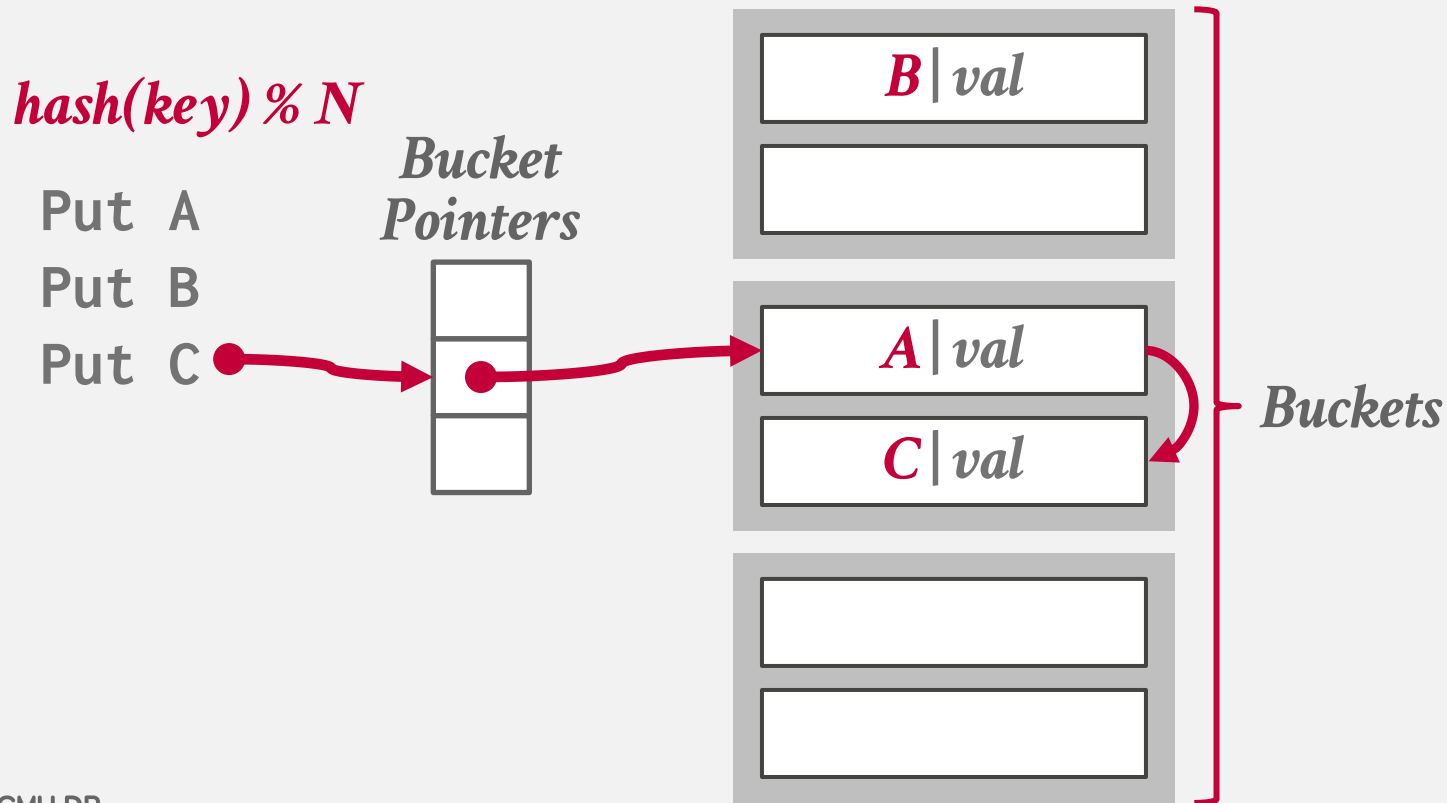 hash(key) % N
Put A
Put B
Put C
Bucket
Pointers
B|val
A|val
C|val
Buckets